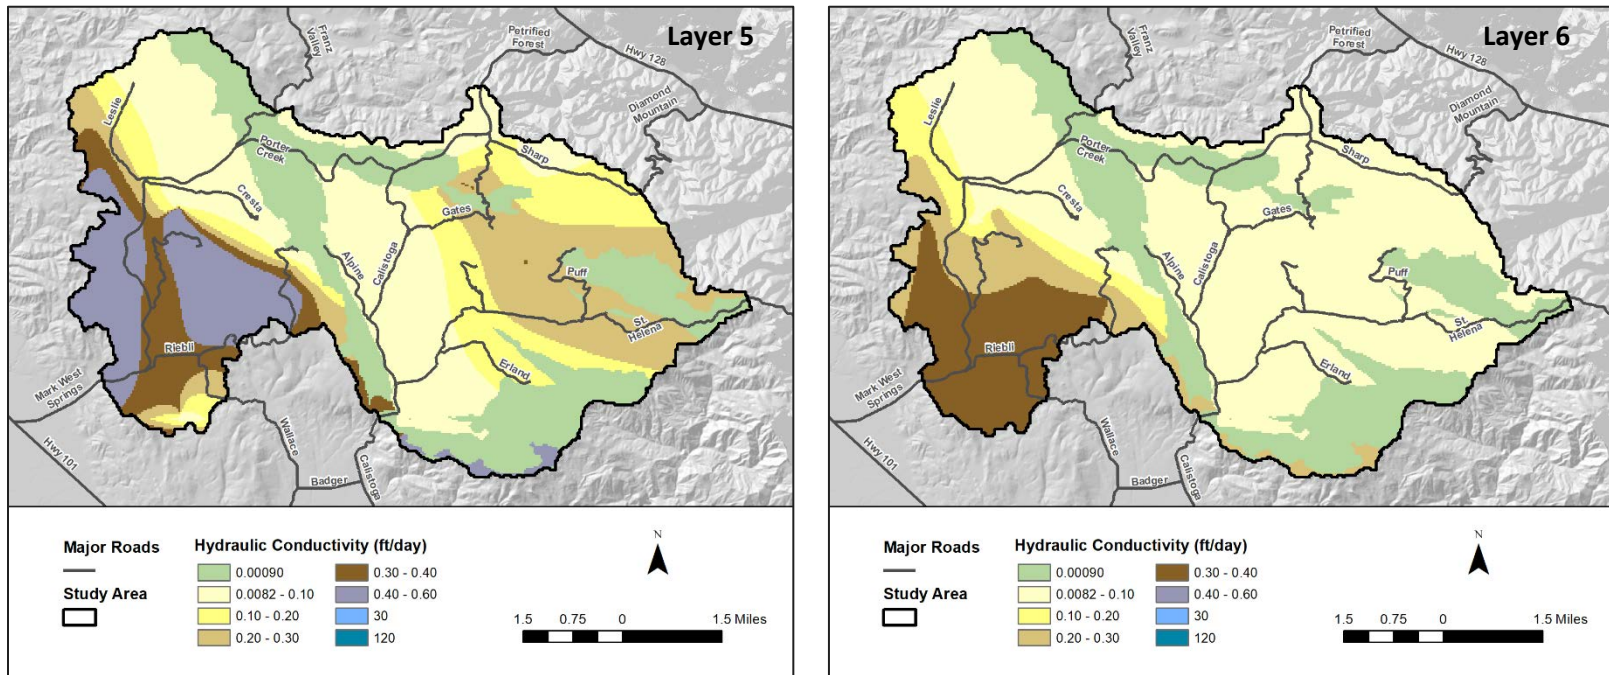 Layer 5
Franz
Valley
Petrified
Forest
Hwy 128
Diamond
Mountain
Leslie
Porter
Creek
Sharp
Cresta
Gates
Alpine
Calistoga
Puff
St.
Helena
Riebli
Erland
Mark West
Springs
Hwy 101
Wallace
Badger
Calistoga
Major Roads
Study Area
Hydraulic Conductivity (ft/day)
0.00090
0.0082 - 0.10
0.10 - 0.20
0.20 - 0.30
0.30 - 0.40
0.40 - 0.60
30
120
N
1.5 0.75 0 1.5 Miles
Layer 6
Franz
Valley
Petrified
Forest
Hwy 128
Diamond
Mountain
Leslie
Porter
Creek
Sharp
Cresta
Gates
Alpine
Calistoga
Puff
St.
Helena
Riebli
Erland
Mark West
Springs
Hwy 101
Wallace
Badger
Calistoga
Major Roads
Study Area
Hydraulic Conductivity (ft/day)
0.00090
0.0082 - 0.10
0.10 - 0.20
0.20 - 0.30
0.30 - 0.40
0.40 - 0.60
30
120
N
1.5 0.75 0 1.5 Miles